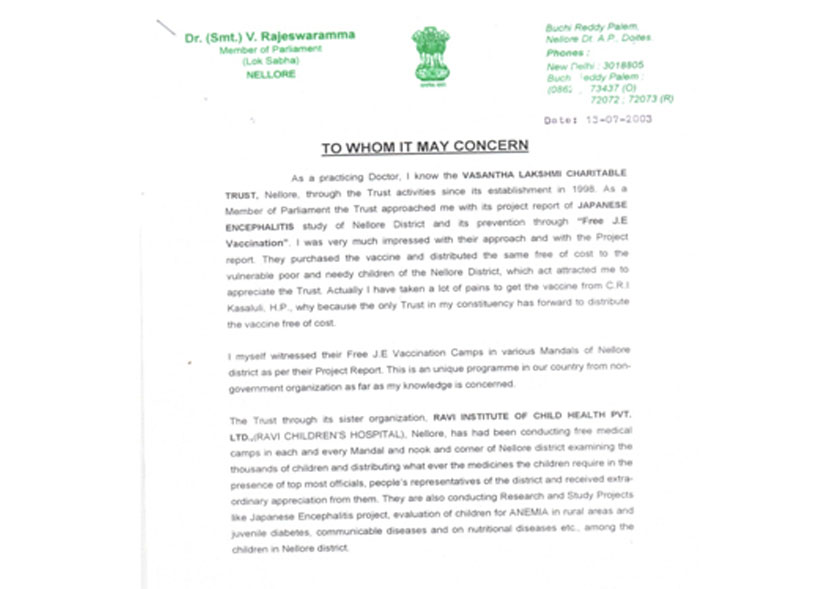 Dr. (Smt.) V. Rajeswaramma
Member of Parliament
(Lok Sabha)
NELLORE
Buchi Reddy Palem,
Nellore Dt. A.P.,
Phones :
New Delhi : 3018805
Buch eddy Palem :
(086 73437 (O)
72072 ; 72073 (R)
Date: 13-07-2003
TO WHOM IT MAY CONCERN
As a practicing Doctor, I know the VASANTHA LAKSHMI CHARITABLE
TRUST, Nellore, through the Trust activities since its establishment in 1998. As a
Member of Parliament the Trust approached me with its project report of JAPANESE
ENCEPHALITIS study of Nellore District and its prevention through "Free J.E
Vaccination". I was very much impressed with their approach and with the Project
report. They purchased the vaccine and distributed the same free of cost to the
vulnerable poor and needy children of the Nellore District, which act attracted me to
appreciate the Trust. Actually I have taken a lot of pains to get the vaccine from C.R.I
Kasaluli, H.P., why because the only Trust in my constituency has forward to distribute
the vaccine free of cost.
I myself witnessed their Free J.E Vaccination Camps in various Mandals of Nellore
district as per their Project Report. This is an unique programme in our country from non-
government organization as far as my knowledge is concerned.
The Trust through its sister organization, RAVI INSTITUTE OF CHILD HEALTH PVT.
LTD.,(RAVI CHILDREN'S HOSPITAL), Nellore, has had been conducting free medical
camps in each and every Mandal and nook and corner of Nellore district examining the
thousands of children and distributing what ever the medicines the children require in the
presence of top most officials, people's representatives of the district and received extra-
ordinary appreciation from them. They are also conducting Research and Study Projects
like Japanese Encephalitis project, evaluation of children for ANEMIA in rural areas and
juvenile diabetes, communicable diseases and on nutritional diseases etc., among the
children in Nellore district.